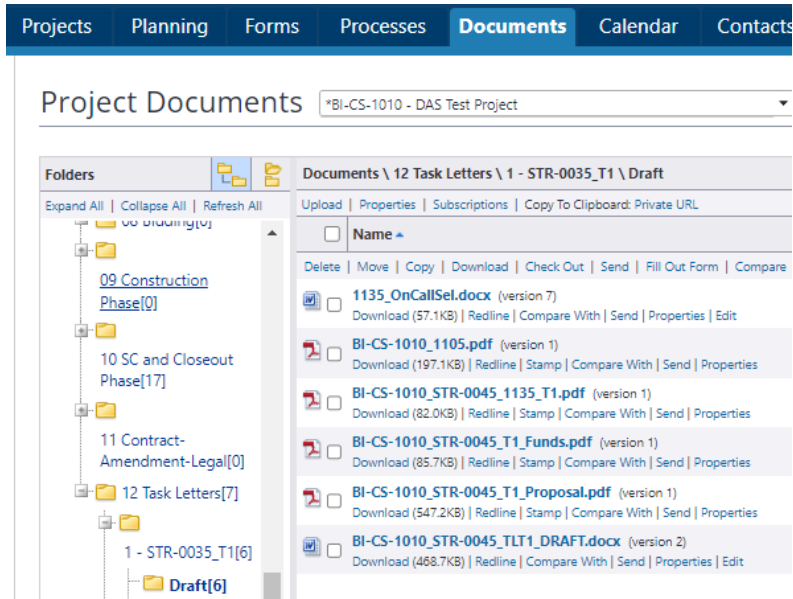 Projects Planning Forms Processes Documents Calendar Contacts
Project Documents *BI-CS-1010 - DAS Test Project
Folders
Expand All | Collapse All | Refresh All
06 Bidding[0]
09 Construction
Phase[0]
10 SC and Closeout
Phase[17]
11 Contract-
Amendment-Legal[0]
12 Task Letters[7]
1 - STR-0035_T1[6]
Draft[6]
Documents \ 12 Task Letters \ 1 - STR-0035_T1 \ Draft
Upload | Properties | Subscriptions | Copy To Clipboard: Private URL
Name
Delete | Move | Copy | Download | Check Out | Send | Fill Out Form | Compare
1135_OnCallSel.docx (version 7)
Download (57.1KB) | Redline | Compare With | Send | Properties | Edit
BI-CS-1010_1105.pdf (version 1)
Download (197.1KB) | Redline | Stamp | Compare With | Send | Properties
BI-CS-1010_STR-0045_1135_T1.pdf (version 1)
Download (82.0KB) | Redline | Stamp | Compare With | Send | Properties
BI-CS-1010_STR-0045_T1_Funds.pdf (version 1)
Download (85.7KB) | Redline | Stamp | Compare With | Send | Properties
BI-CS-1010_STR-0045_T1_Proposal.pdf (version 1)
Download (547.2KB) | Redline | Stamp | Compare With | Send | Properties
BI-CS-1010_STR-0045_TLT1_DRAFT.docx (version 2)
Download (468.7KB) | Redline | Compare With | Send | Properties | Edit